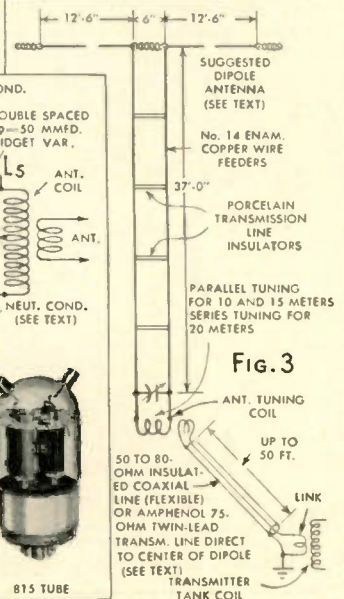 12'-6"
6"
12'-6"
SUGGESTED
DIPOLE
ANTENNA
(SEE TEXT)
No. 14 ENAM.
COPPER WIRE
FEEDERS
37'-0"
PORCELAIN
TRANSMISSION
LINE
INSULATORS
PARALLEL TUNING
FOR 10 AND 15 METERS
SERIES TUNING FOR
20 METERS
FIG. 3
ANT. TUNING
COIL
UP TO
50 FT.
50 TO 80-
OHM INSULAT-
ED COAXIAL
LINE (FLEXIBLE)
OR AMPHENOL 75-
OHM TWIN-LEAD
TRANSM. LINE DIRECT
TO CENTER OF DIPOLE
(SEE TEXT)
LINK
TRANSMITTER
TANK COIL
OND.
OUBLE SPACED
9=50 MMFD.
IDGET VAR.
L5
ANT.
COIL
ANT.
NEUT. COND.
(SEE TEXT)
815 TUBE